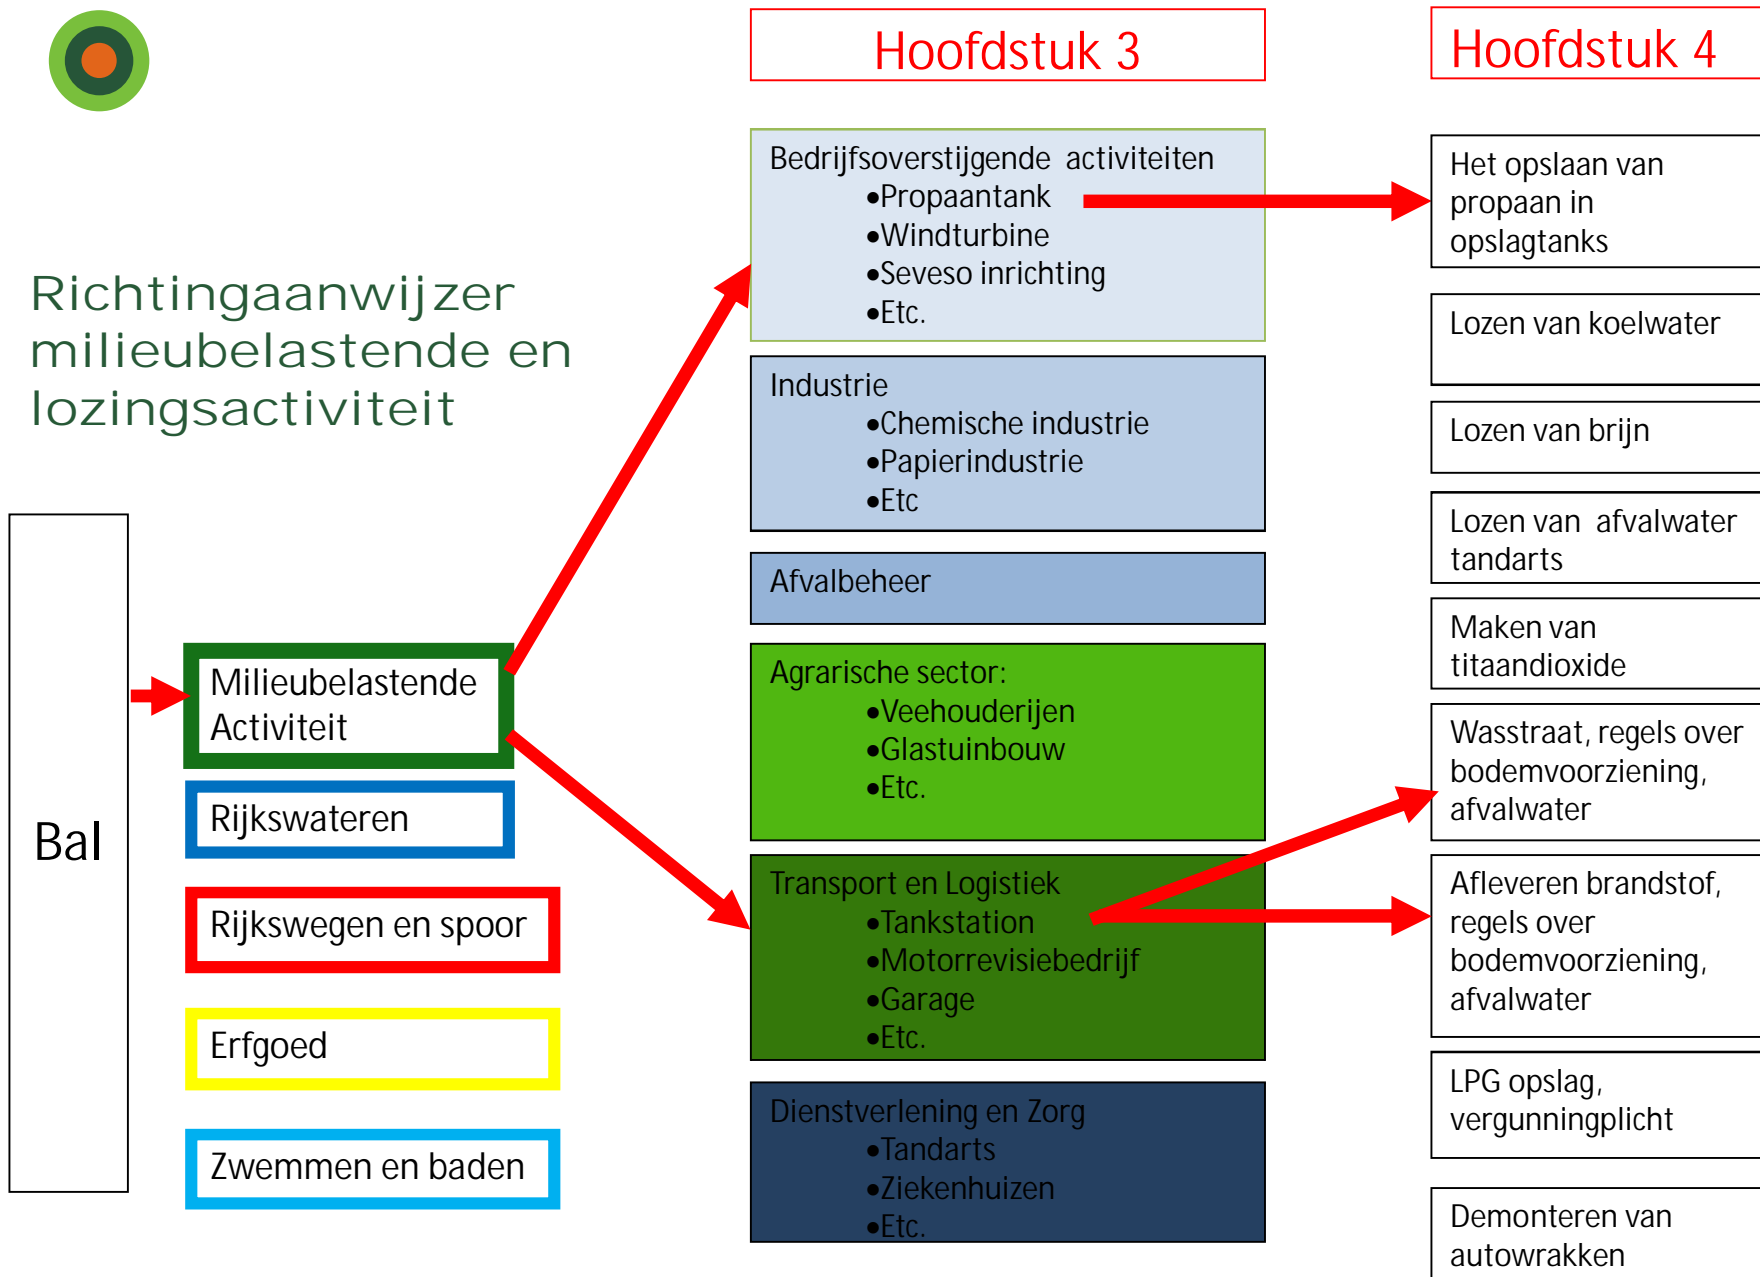 Richtingaanwijzer
milieubelastende en
lozingsactiviteit
Bal
Milieubelastende
Activiteit
Rijkswateren
Rijkswegen en spoor
Erfgoed
Zwemmen en baden
Hoofdstuk 3
Bedrijfsoverstijgende activiteiten
•Propaantank
•Windturbine
•Seveso inrichting
•Etc.
Industrie
•Chemische industrie
•Papierindustrie
•Etc
Afvalbeheer
Agrarische sector:
•Veehouderijen
•Glastuinbouw
•Etc.
Transport en Logistiek
•Tankstation
•Motorrevisiebedrijf
•Garage
•Etc.
Dienstverlening en Zorg
•Tandarts
•Ziekenhuizen
•Etc.
Hoofdstuk 4
Het opslaan van
propaan in
opslagtanks
Lozen van koelwater
Lozen van brijn
Lozen van afvalwater
tandarts
Maken van
titaandioxide
Wasstraat, regels over
bodemvoorziening,
afvalwater
Afleveren brandstof,
regels over
bodemvoorziening,
afvalwater
LPG opslag,
vergunningplicht
Demonteren van
autowrakken